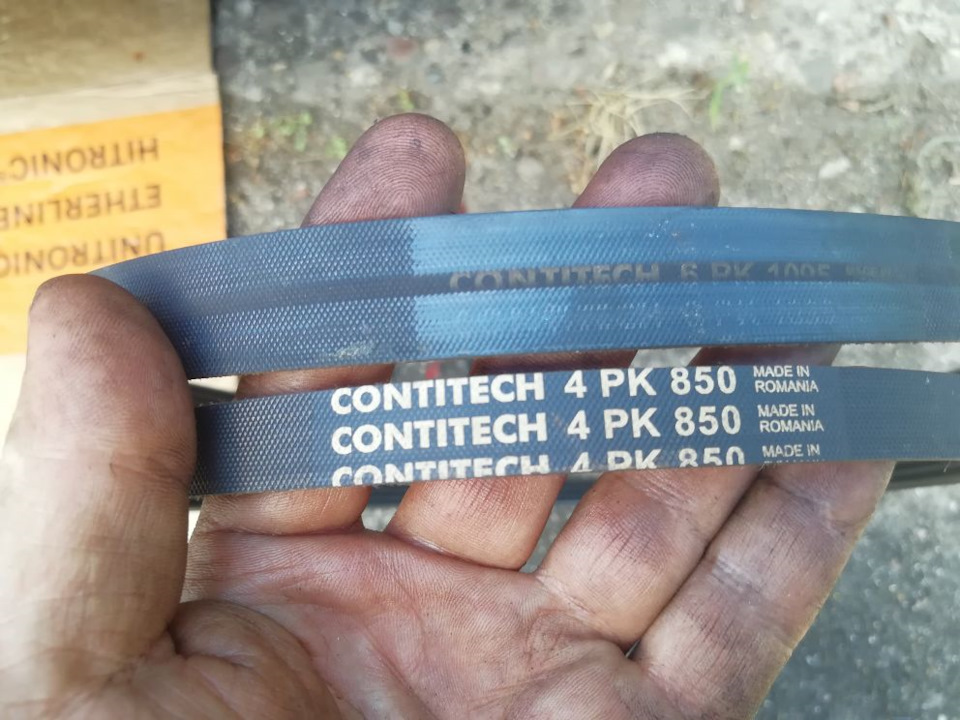 HITRONIC
ETHERLINE
UNITRONIC
CONTITECH 6 PK 1005
CONTITECH 4 PK 850 MADE IN ROMANIA
CONTITECH 4 PK 850 MADE IN ROMANIA
CONTITECH 4 PK 850 MADE IN